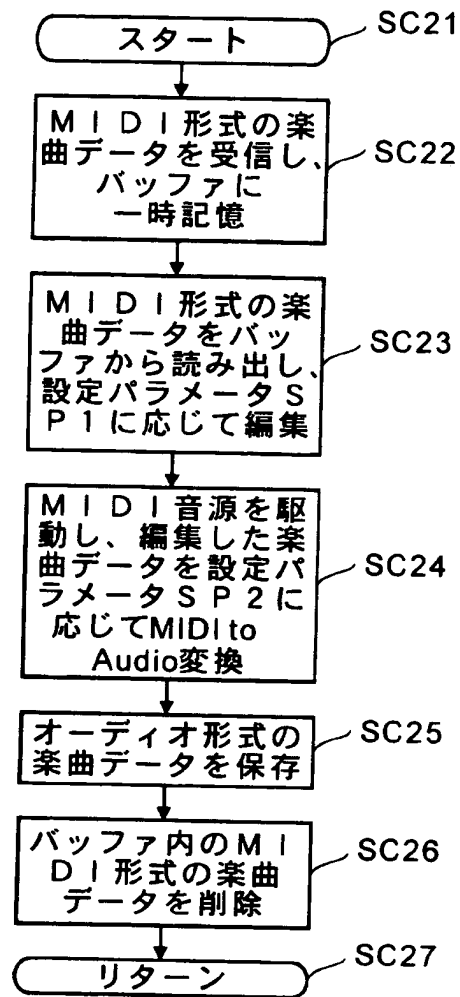 スタート
SC21
MIDI形式の楽
曲データを受信し、
バッファに
一時記憶
SC22
MIDI形式の楽
曲データをバッ
ファから読み出し、
設定パラメータS
P1に応じて編集
SC23
MIDI音源を駆
動し、編集した楽
曲データを設定パ
ラメータSP2に
応じてMIDI to
Audio変換
SC24
オーディオ形式の
楽曲データを保存
SC25
バッファ内のMI
DI形式の楽曲
データを削除
SC26
リターン
SC27